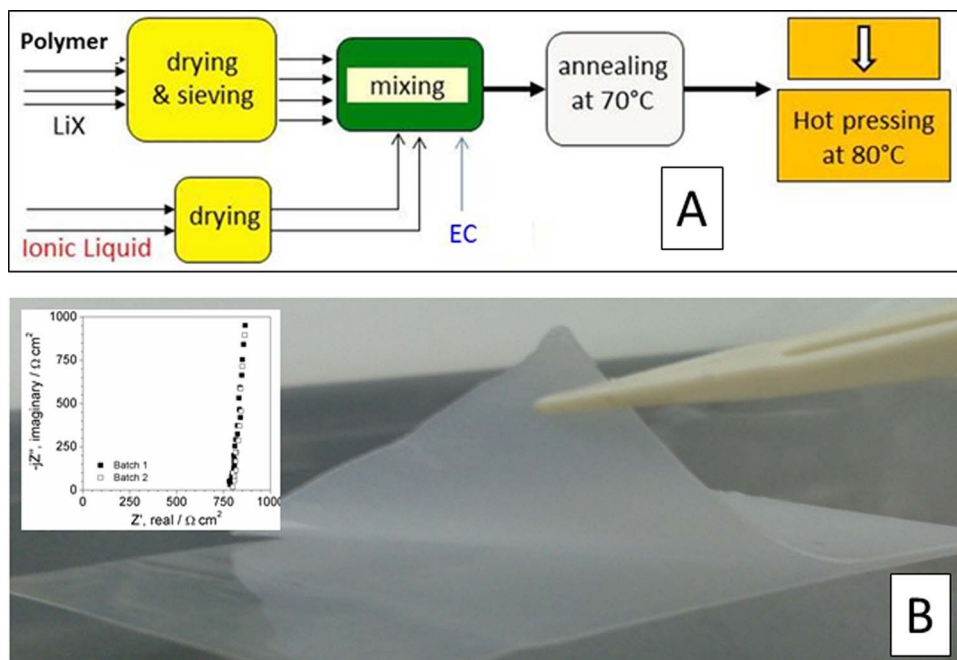 Polymer
LiX
drying
& sieving
mixing
annealing
at 70°C
Hot pressing
at 80°C
drying
Ionic Liquid
EC
A
1000
750
500
250
0
-jZ'', imaginary / Ω cm²
Batch 1
Batch 2
0 250 500 750 1000
Z', real / Ω cm²
B